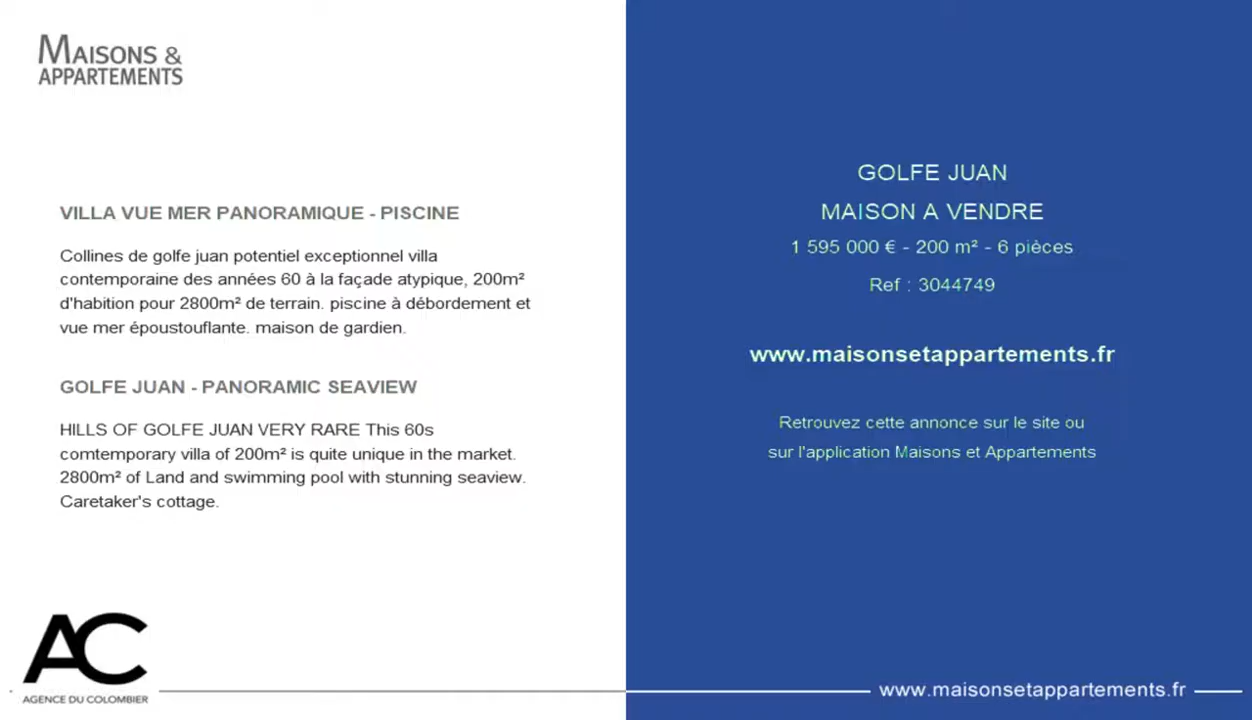 MAISONS &
APPARTEMENTS
VILLA VUE MER PANORAMIQUE - PISCINE
Collines de golfe juan potentiel exceptionnel villa
contemporaine des années 60 à la façade atypique, 200m²
d'habition pour 2800m² de terrain. piscine à débordement et
vue mer époustouflante. maison de gardien.
GOLFE JUAN - PANORAMIC SEAVIEW
HILLS OF GOLFE JUAN VERY RARE This 60s
comtemporary villa of 200m² is quite unique in the market.
2800m² of Land and swimming pool with stunning seaview.
Caretaker's cottage.
AC
AGENCE DU COLOMBIER
GOLFE JUAN
MAISON A VENDRE
1 595 000 € - 200 m² - 6 pièces
Ref : 3044749
www.maisonsetappartements.fr
Retrouvez cette annonce sur le site ou
sur l'application Maisons et Appartements
www.maisonsetappartements.fr